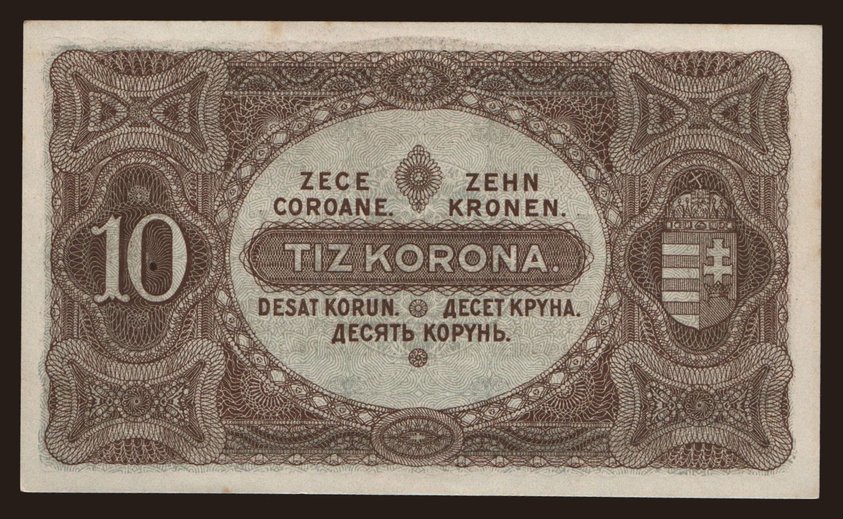 ZECE COROANE.
ZEHN KRONEN.
10
TIZ KORONA.
DESAT KORUN.
ДЕСЕТ КРУНА.
ДЕСЯТЬ КОРУНЬ.